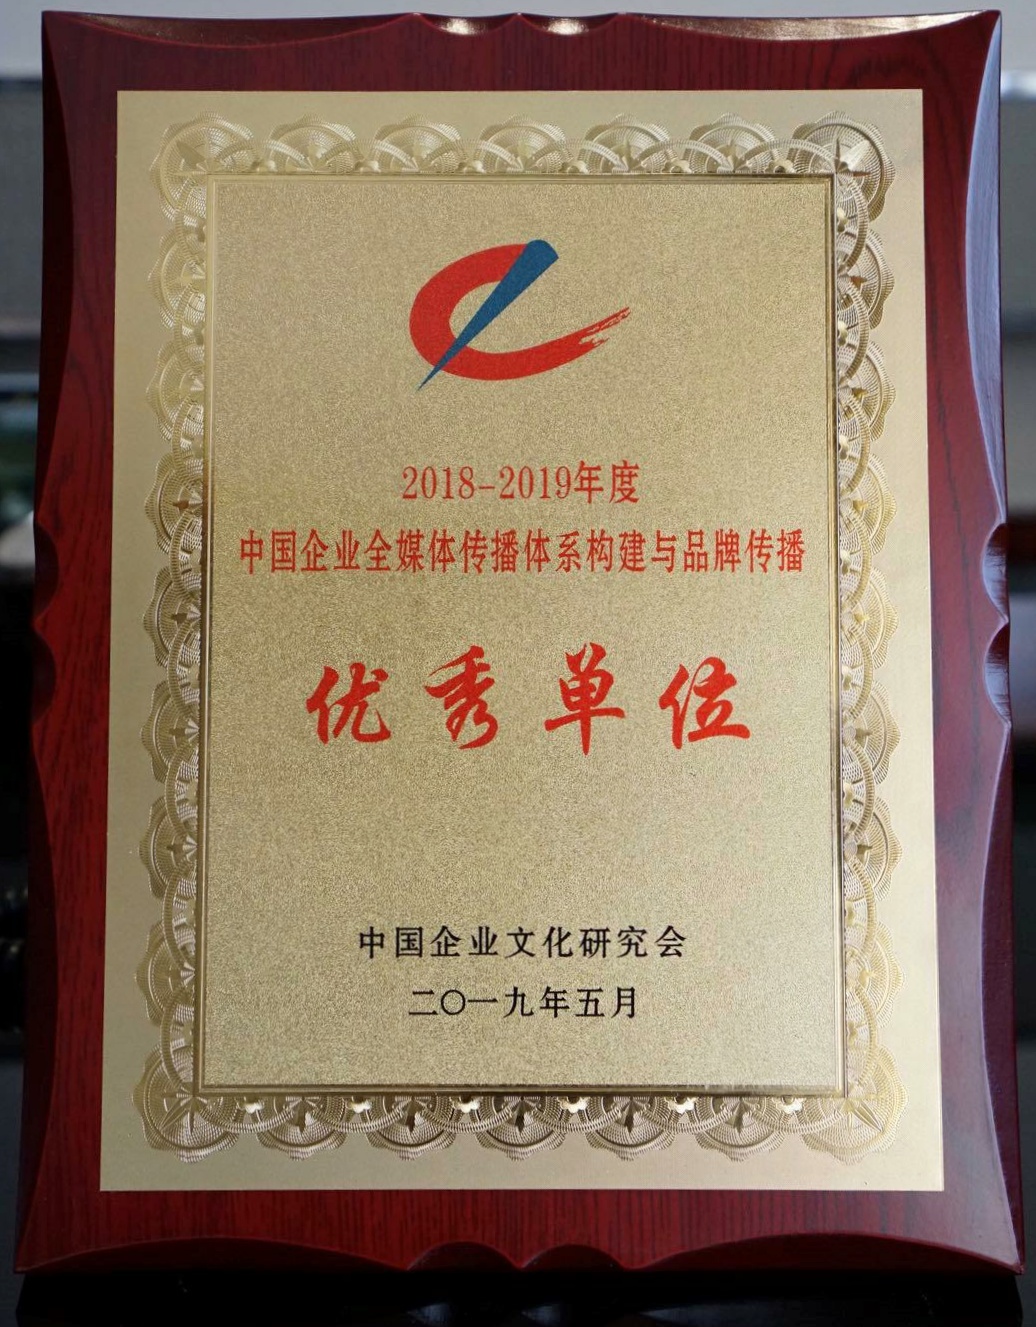 2018-2019年度
中国企业全媒体传播体系构建与品牌传播
优秀单位
中国企业文化研究会
二〇一九年五月